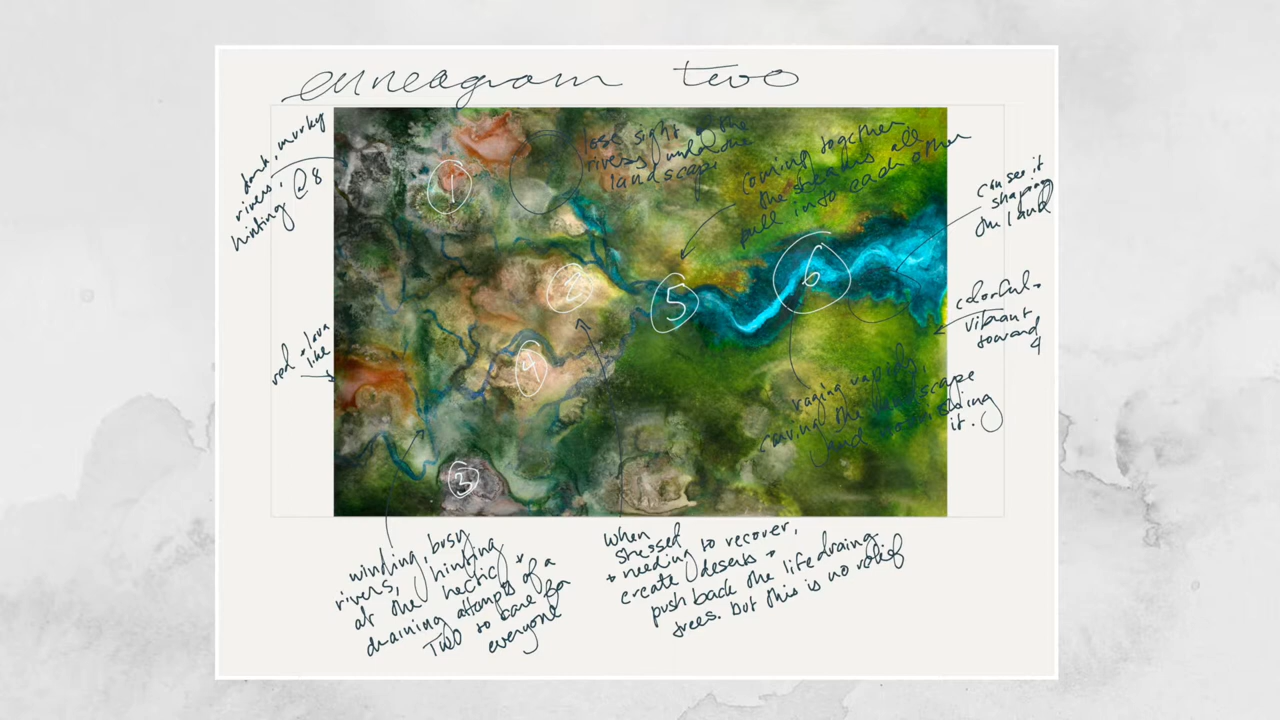 enneagram two
dark, murky
rivers,
hinting @ 8
1
lose sight of the
rivers under the
landscape
coming together
the streams all
pull into each other
can see it
shaping
the land
2
5
6
colorful +
vibrant
toward
4
red + lava
like
4
raging rapids,
carving the landscape
and not minding
it.
3
winding, busy
rivers, hinting
at the hectic +
draining attempts of a
TWO to care for
everyone
when
stressed
+ needing to recover,
create deserts +
push back the life draining
trees. but this is no relief